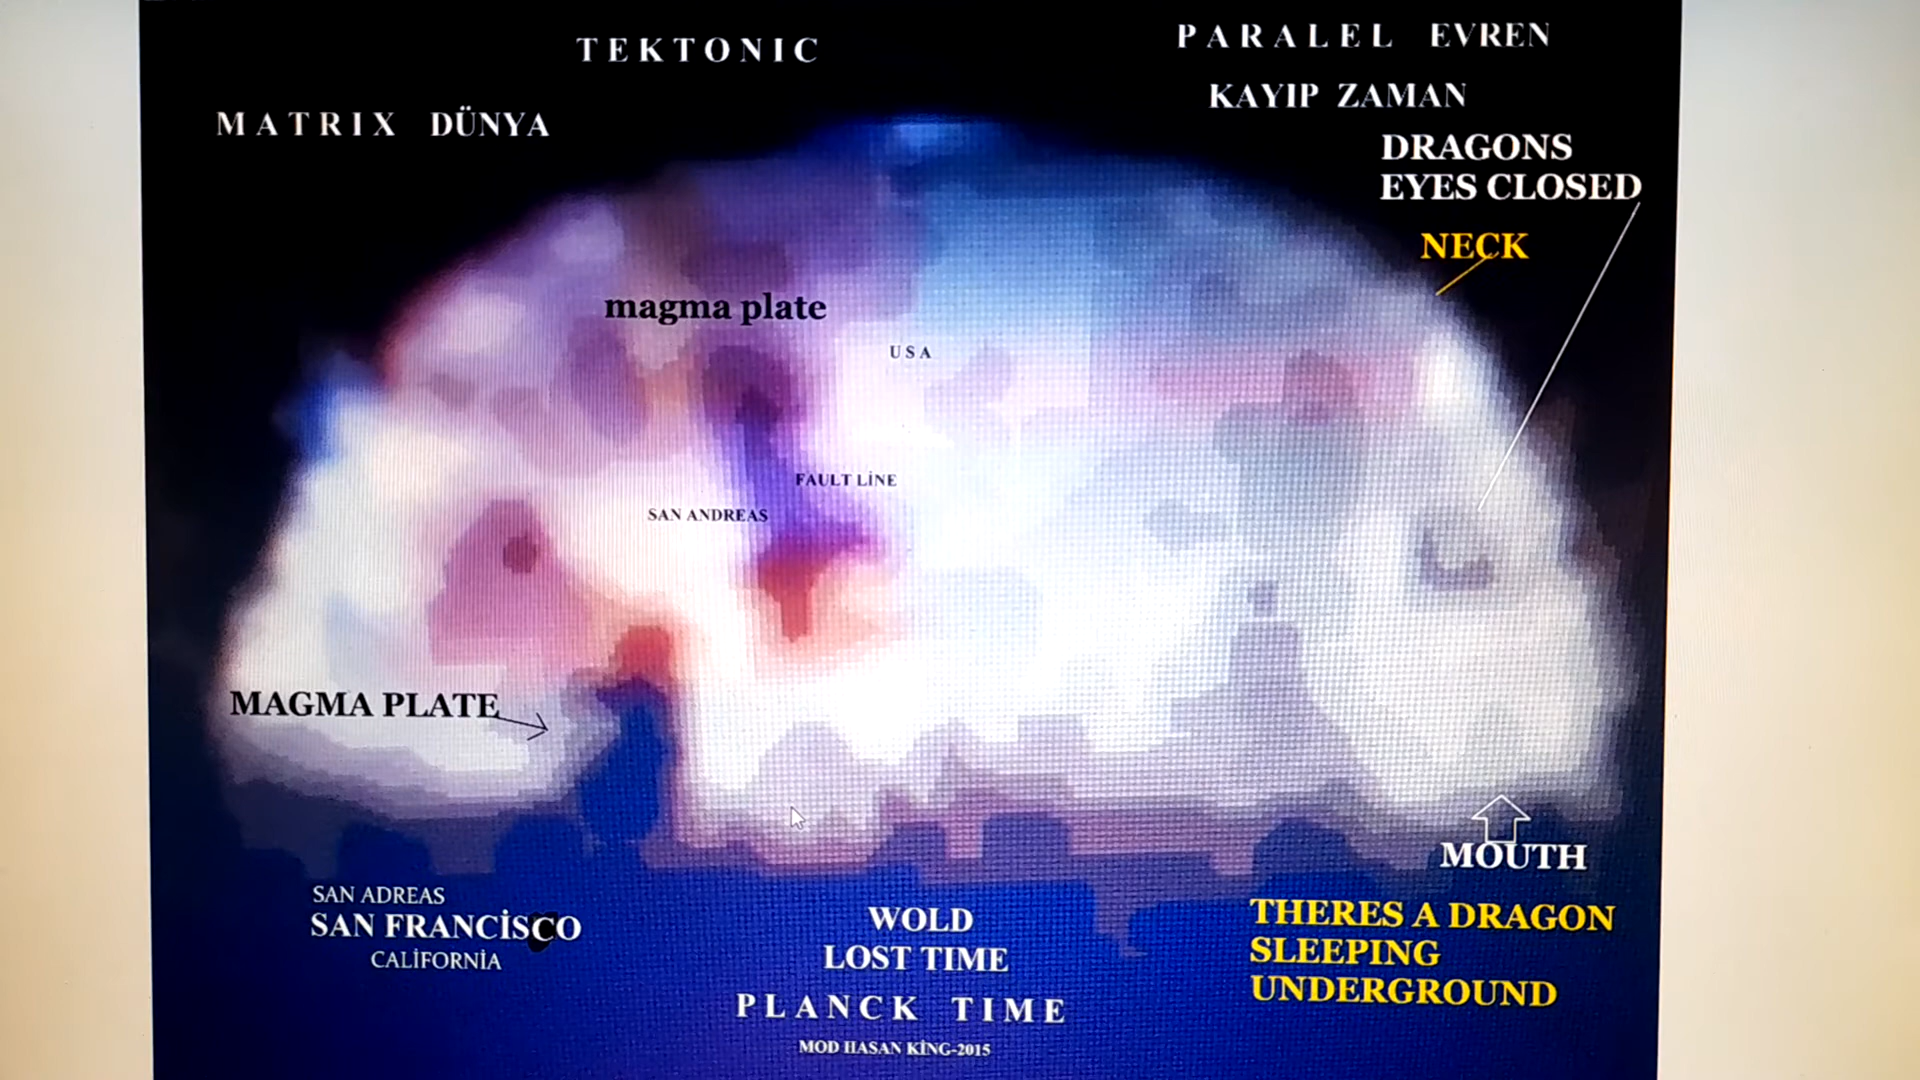 TEKTONIC
PARALEL EVREN
KAYIP ZAMAN
MATRIX DÜNYA
DRAGONS
EYES CLOSED
NECK
magma plate
USA
FAULT LİNE
SAN ANDREAS
MAGMA PLATE
MOUTH
SAN ADREAS
SAN FRANCİSCO
CALİFORNİA
WOLD
LOST TIME
PLANCK TIME
MOD HASAN KİNG-2015
THERES A DRAGON
SLEEPING
UNDERGROUND